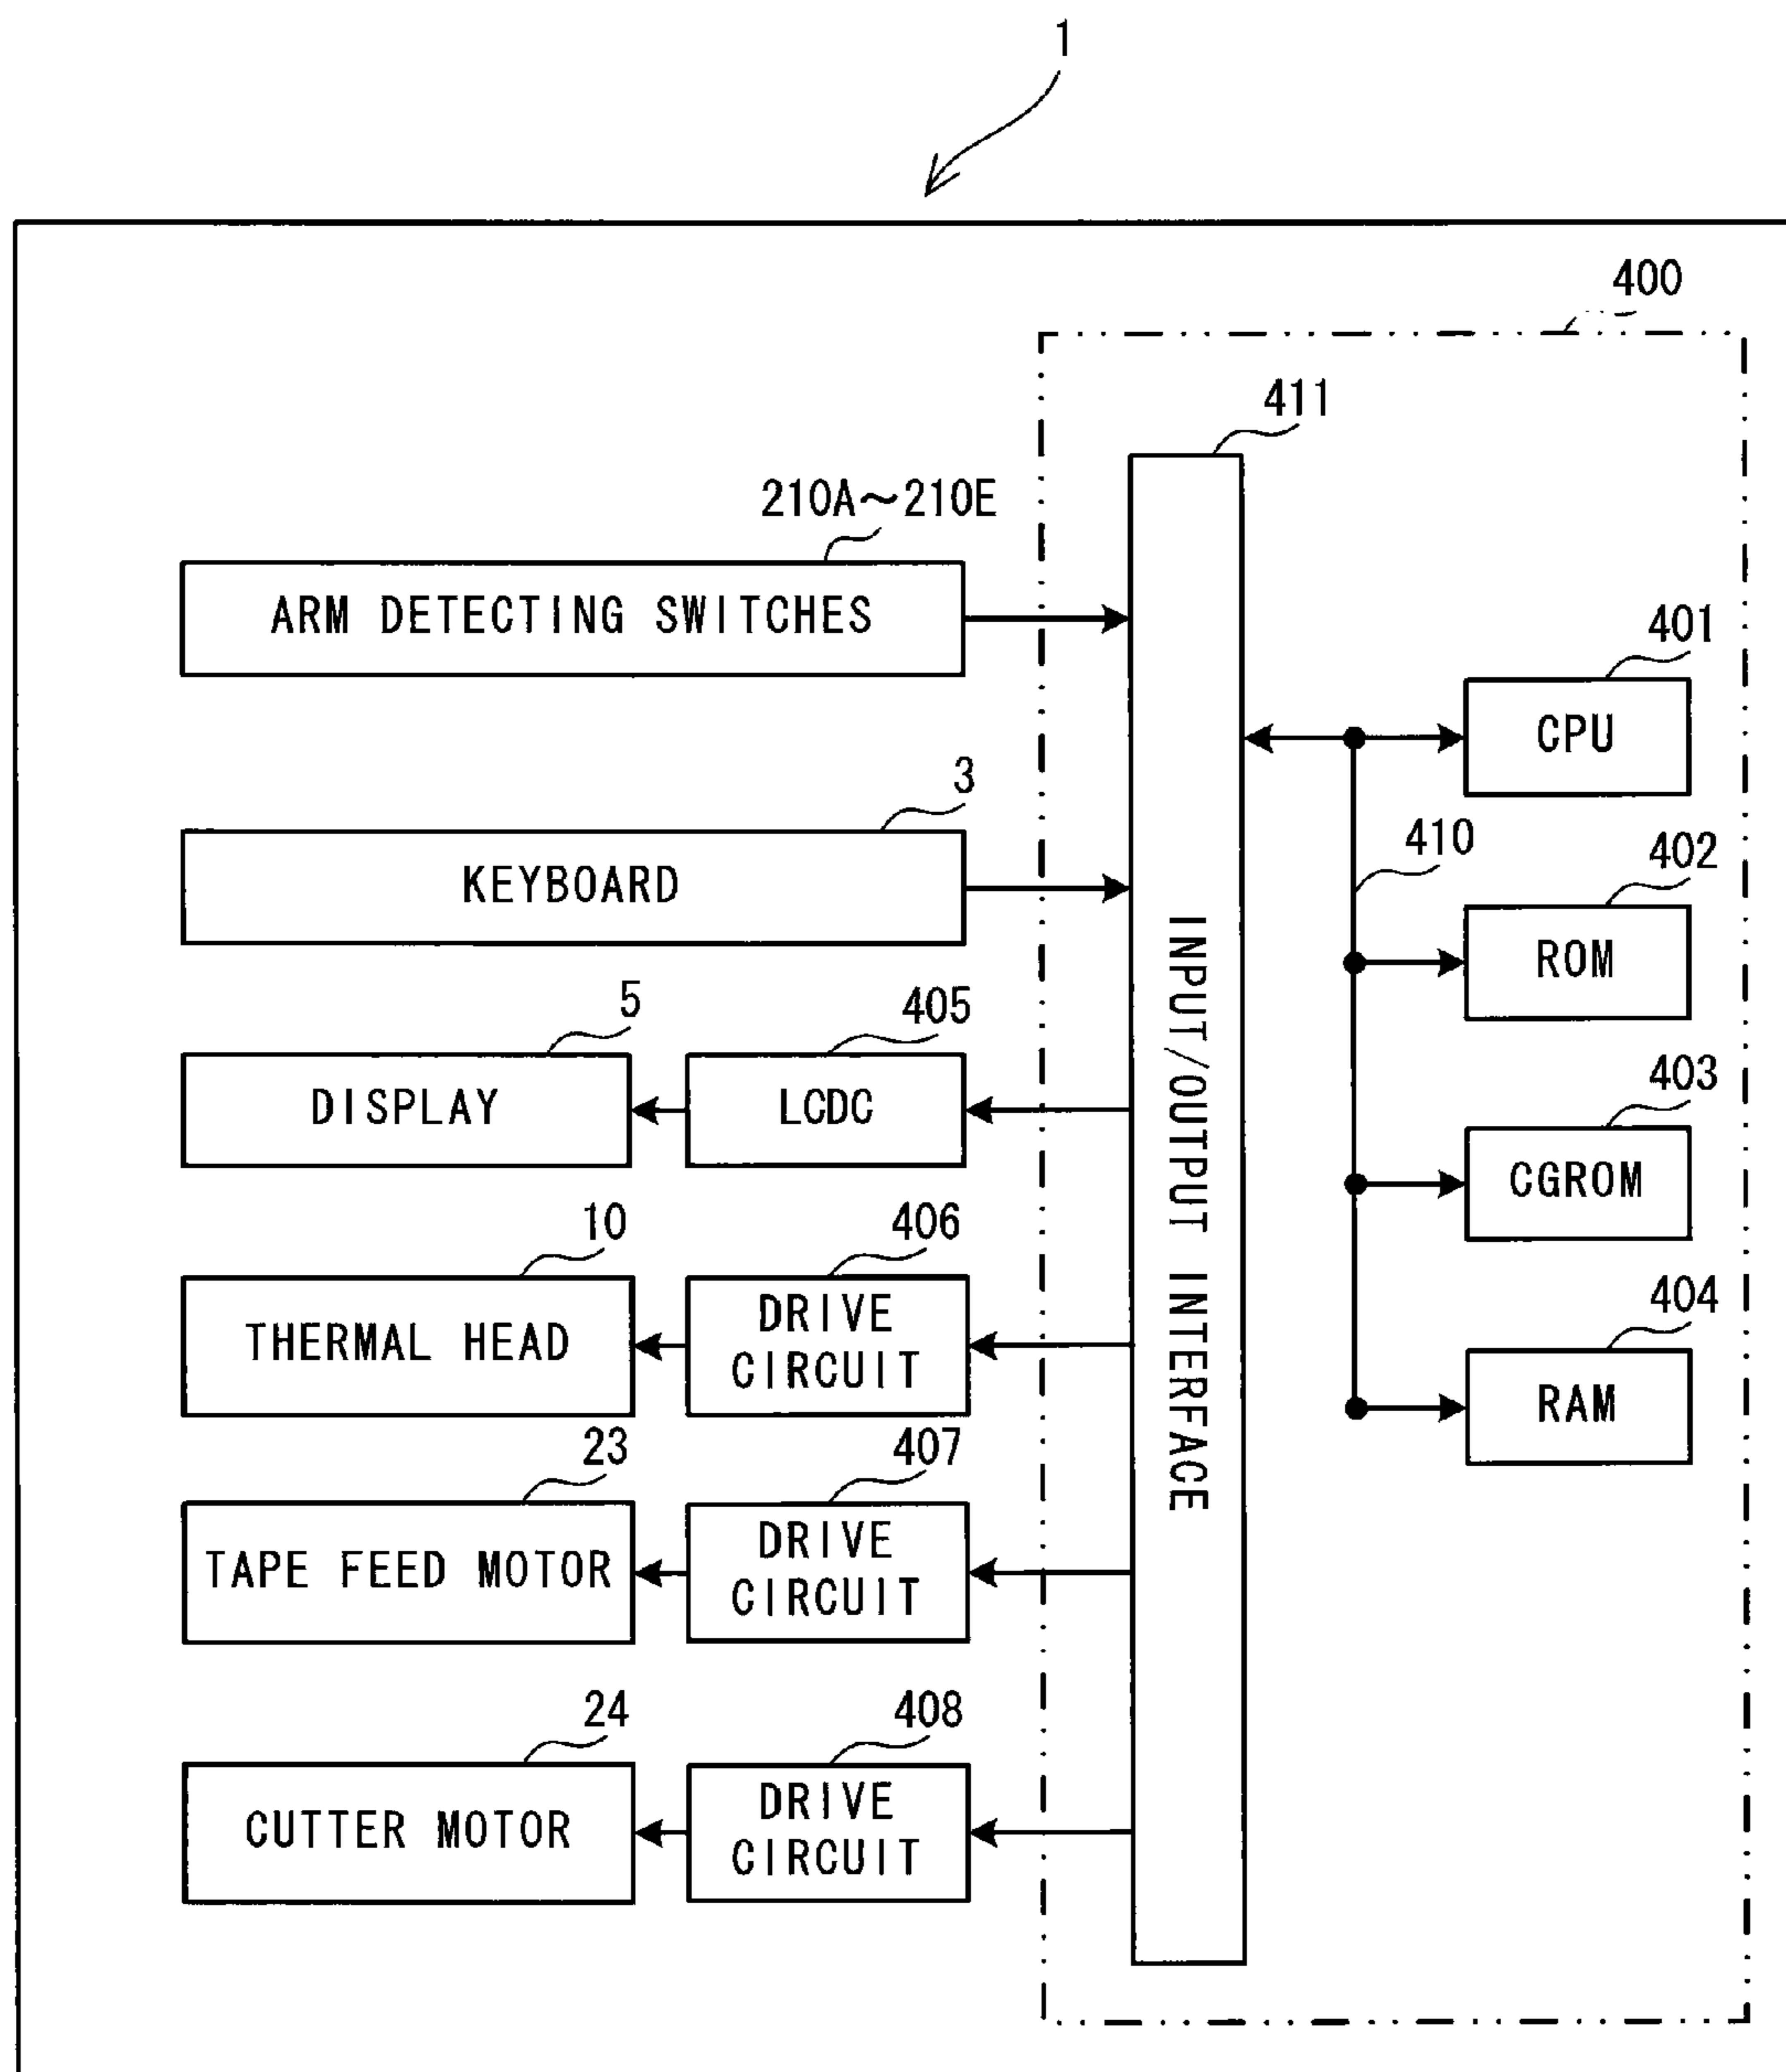 1
400
411
210A~210E
ARM DETECTING SWITCHES
401
CPU
3
KEYBOARD
410
402
ROM
INPUT/OUTPUT INTERFACE
5
DISPLAY
405
LCDC
403
CGROM
10
THERMAL HEAD
406
DRIVE
CIRCUIT
404
RAM
23
TAPE FEED MOTOR
407
DRIVE
CIRCUIT
24
CUTTER MOTOR
408
DRIVE
CIRCUIT